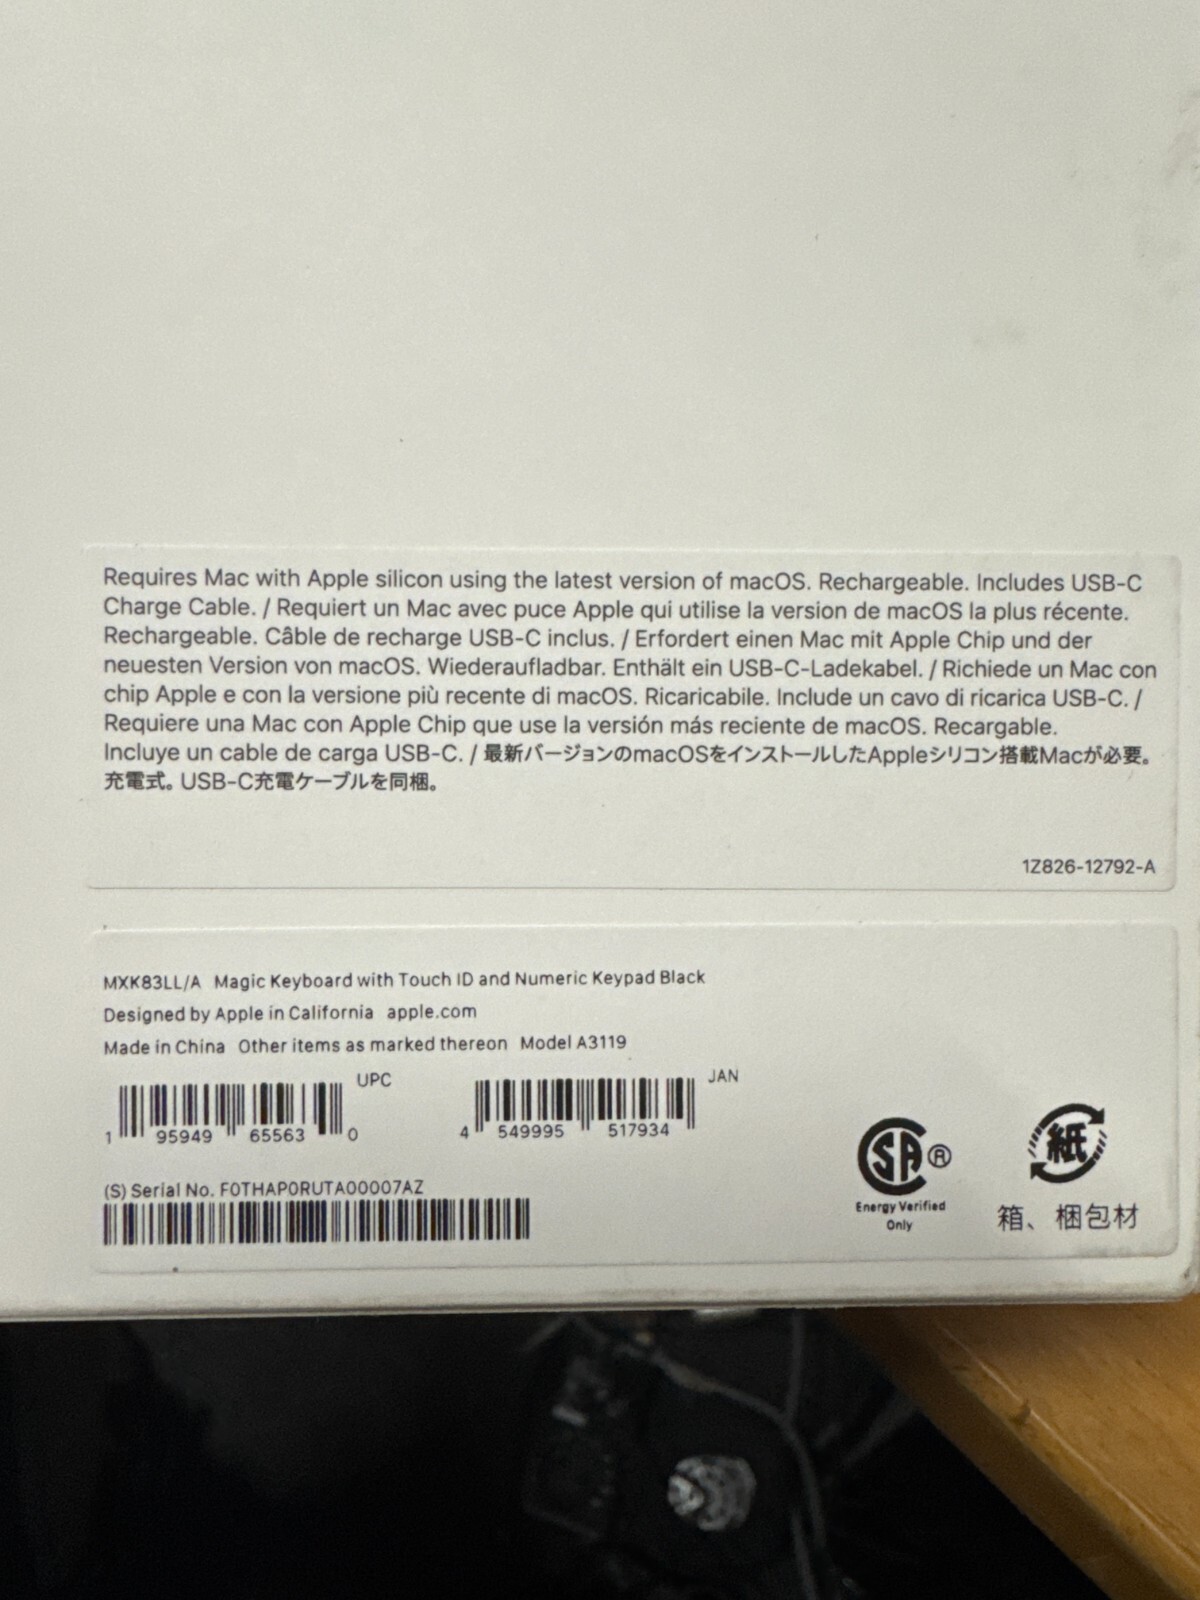 Requires Mac with Apple silicon using the latest version of macOS. Rechargeable. Includes USB-C
Charge Cable. / Requiert un Mac avec puce Apple qui utilise la version de macOS la plus récente.
Rechargeable. Câble de recharge USB-C inclus. / Erfordert einen Mac mit Apple Chip und der
neuesten Version von macOS. Wiederaufladbar. Enthält ein USB-C-Ladekabel. / Richiede un Mac con
chip Apple e con la versione più recente di macOS. Ricaricabile. Include un cavo di ricarica USB-C. /
Requiere una Mac con Apple Chip que use la versión más reciente de macOS. Recargable.
Incluye un cable de carga USB-C. / 最新バージョンのmacOSをインストールしたAppleシリコン搭載Macが必要。
充電式。USB-C充電ケーブルを同梱。
1Z826-12792-A
MXK83LL/A Magic Keyboard with Touch ID and Numeric Keypad Black
Designed by Apple in California apple.com
Made in China Other items as marked thereon Model A3119
UPC
JAN
1 95949 65563 0
4 549995 517934
(S) Serial No. F0THAP0RUTA00007AZ
SA ®
Energy Verified
Only
紙
箱、梱包材